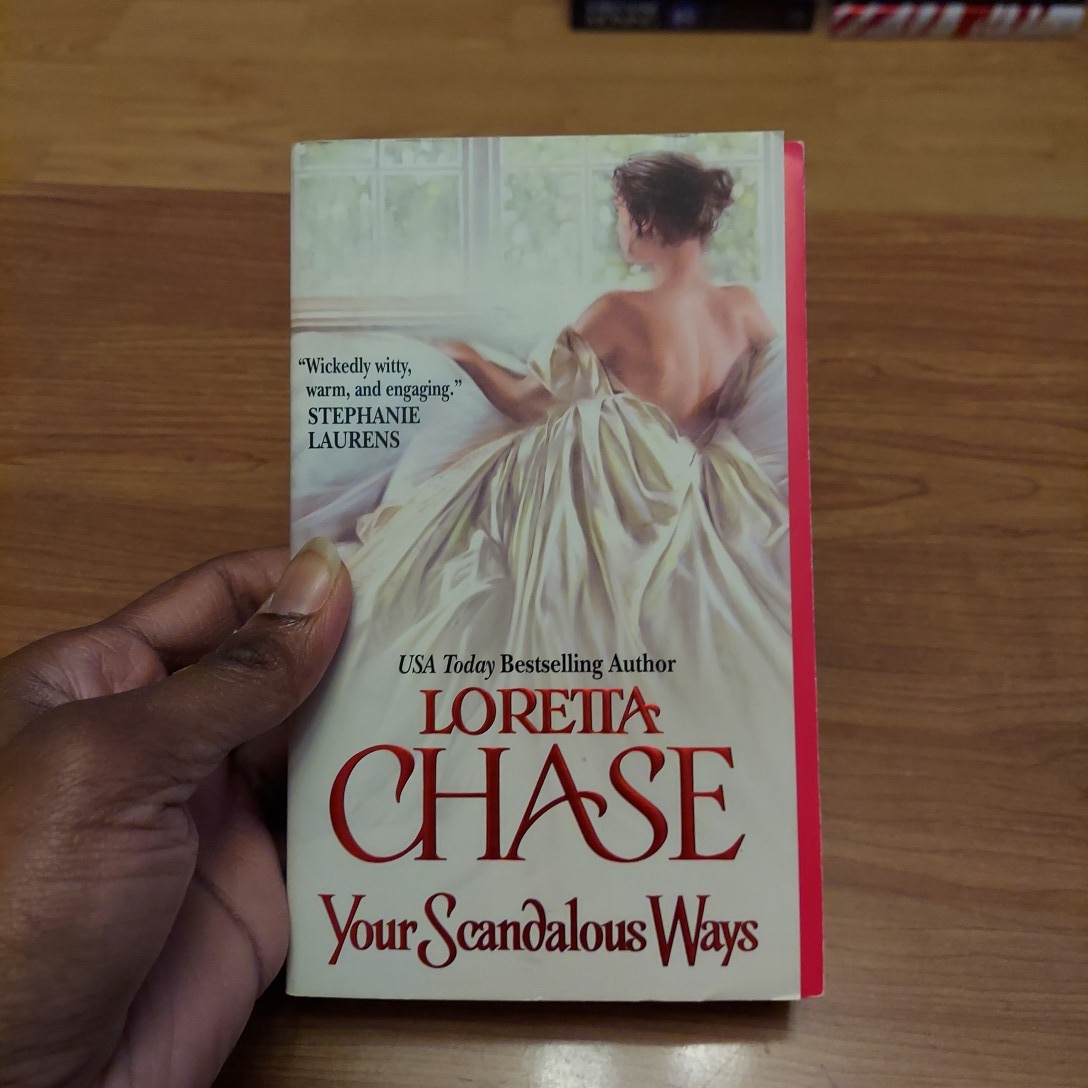 “Wickedly witty,
warm, and engaging.”
STEPHANIE
LAURENS
USA Today Bestselling Author
LORETTA
CHASE
Your Scandalous Ways